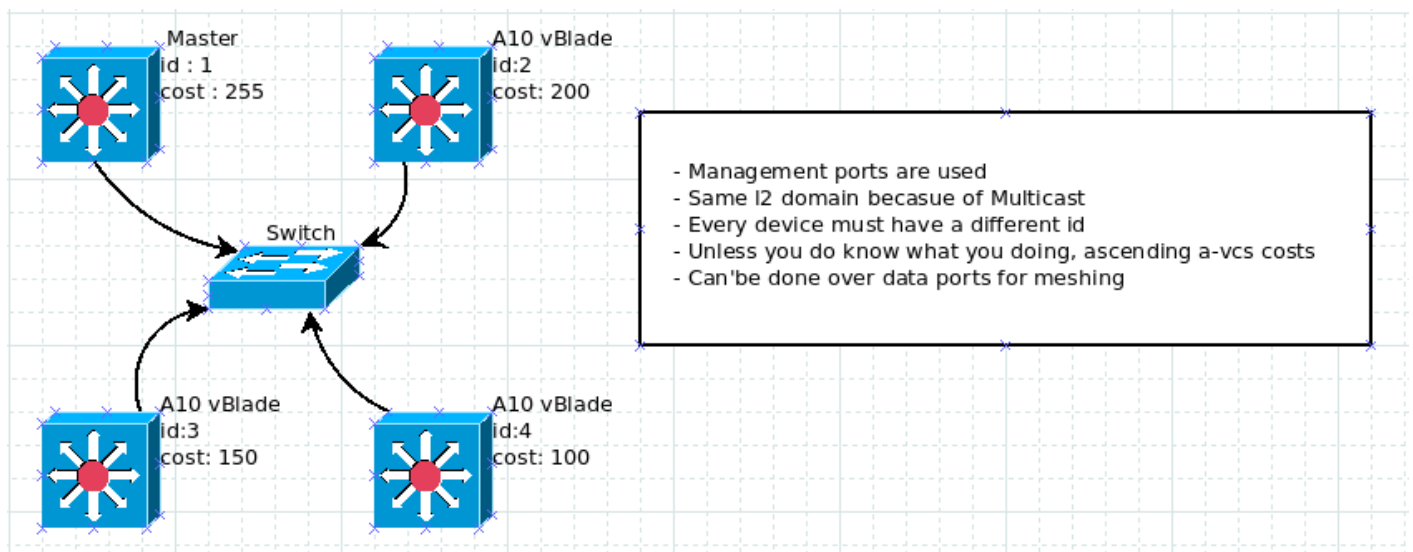 Master
id : 1
cost : 255
A10 vBlade
id:2
cost: 200
- Management ports are used
- Same l2 domain becasue of Multicast
- Every device must have a different id
- Unless you do know what you doing, ascending a-vcs costs
- Can'be done over data ports for meshing
Switch
A10 vBlade
id:3
cost: 150
A10 vBlade
id:4
cost: 100